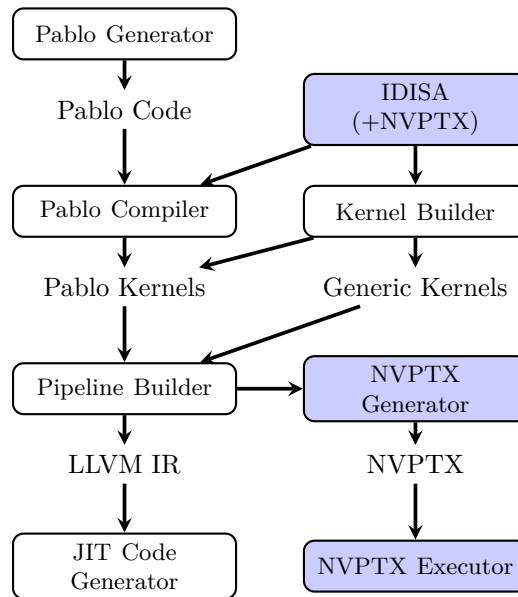 Pablo Generator
Pablo Code
IDISA
(+NVPTX)
Pablo Compiler
Kernel Builder
Pablo Kernels
Generic Kernels
Pipeline Builder
NVPTX
Generator
LLVM IR
NVPTX
JIT Code
Generator
NVPTX Executor